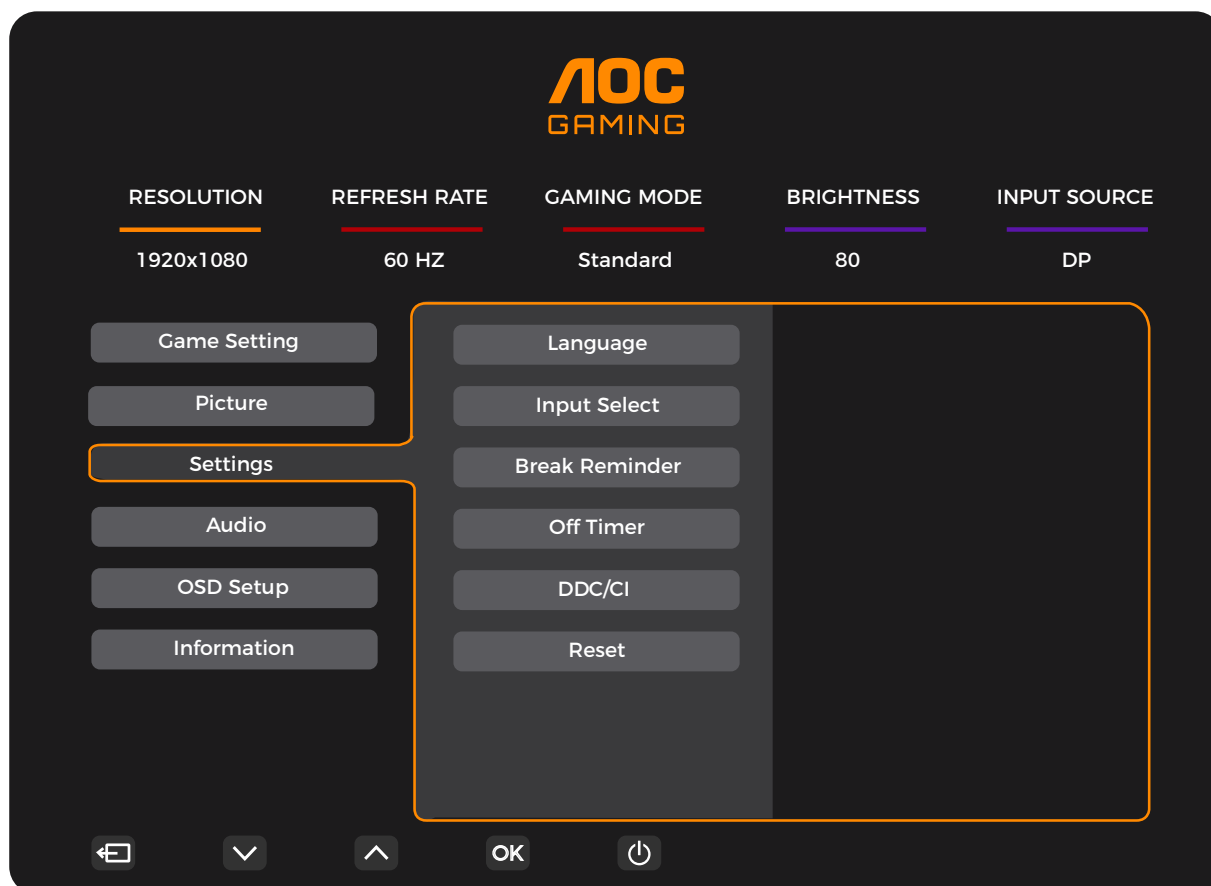 AOC
GAMING
RESOLUTION REFRESH RATE GAMING MODE BRIGHTNESS INPUT SOURCE
1920x1080 60 HZ Standard 80 DP
Game Setting
Picture
Settings
Audio
OSD Setup
Information
Language
Input Select
Break Reminder
Off Timer
DDC/CI
Reset
OK